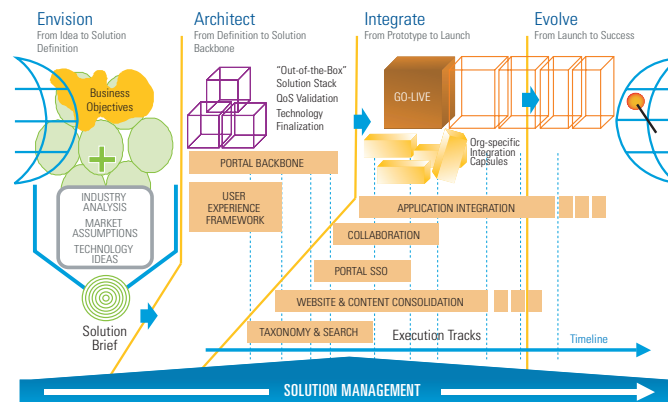 Envision
From Idea to Solution
Definition
Architect
From Definition to Solution
Backbone
Integrate
From Prototype to Launch
Evolve
From Launch to Success
Business
Objectives
INDUSTRY
ANALYSIS
MARKET
ASSUMPTIONS
TECHNOLOGY
IDEAS
Solution
Brief
"Out-of-the-Box"
Solution Stack
QoS Validation
Technology
Finalization
GO-LIVE
Org-specific
Integration
Capsules
PORTAL BACKBONE
USER
EXPERIENCE
FRAMEWORK
APPLICATION INTEGRATION
COLLABORATION
PORTAL SSO
WEBSITE & CONTENT CONSOLIDATION
TAXONOMY & SEARCH
Execution Tracks
Timeline
SOLUTION MANAGEMENT